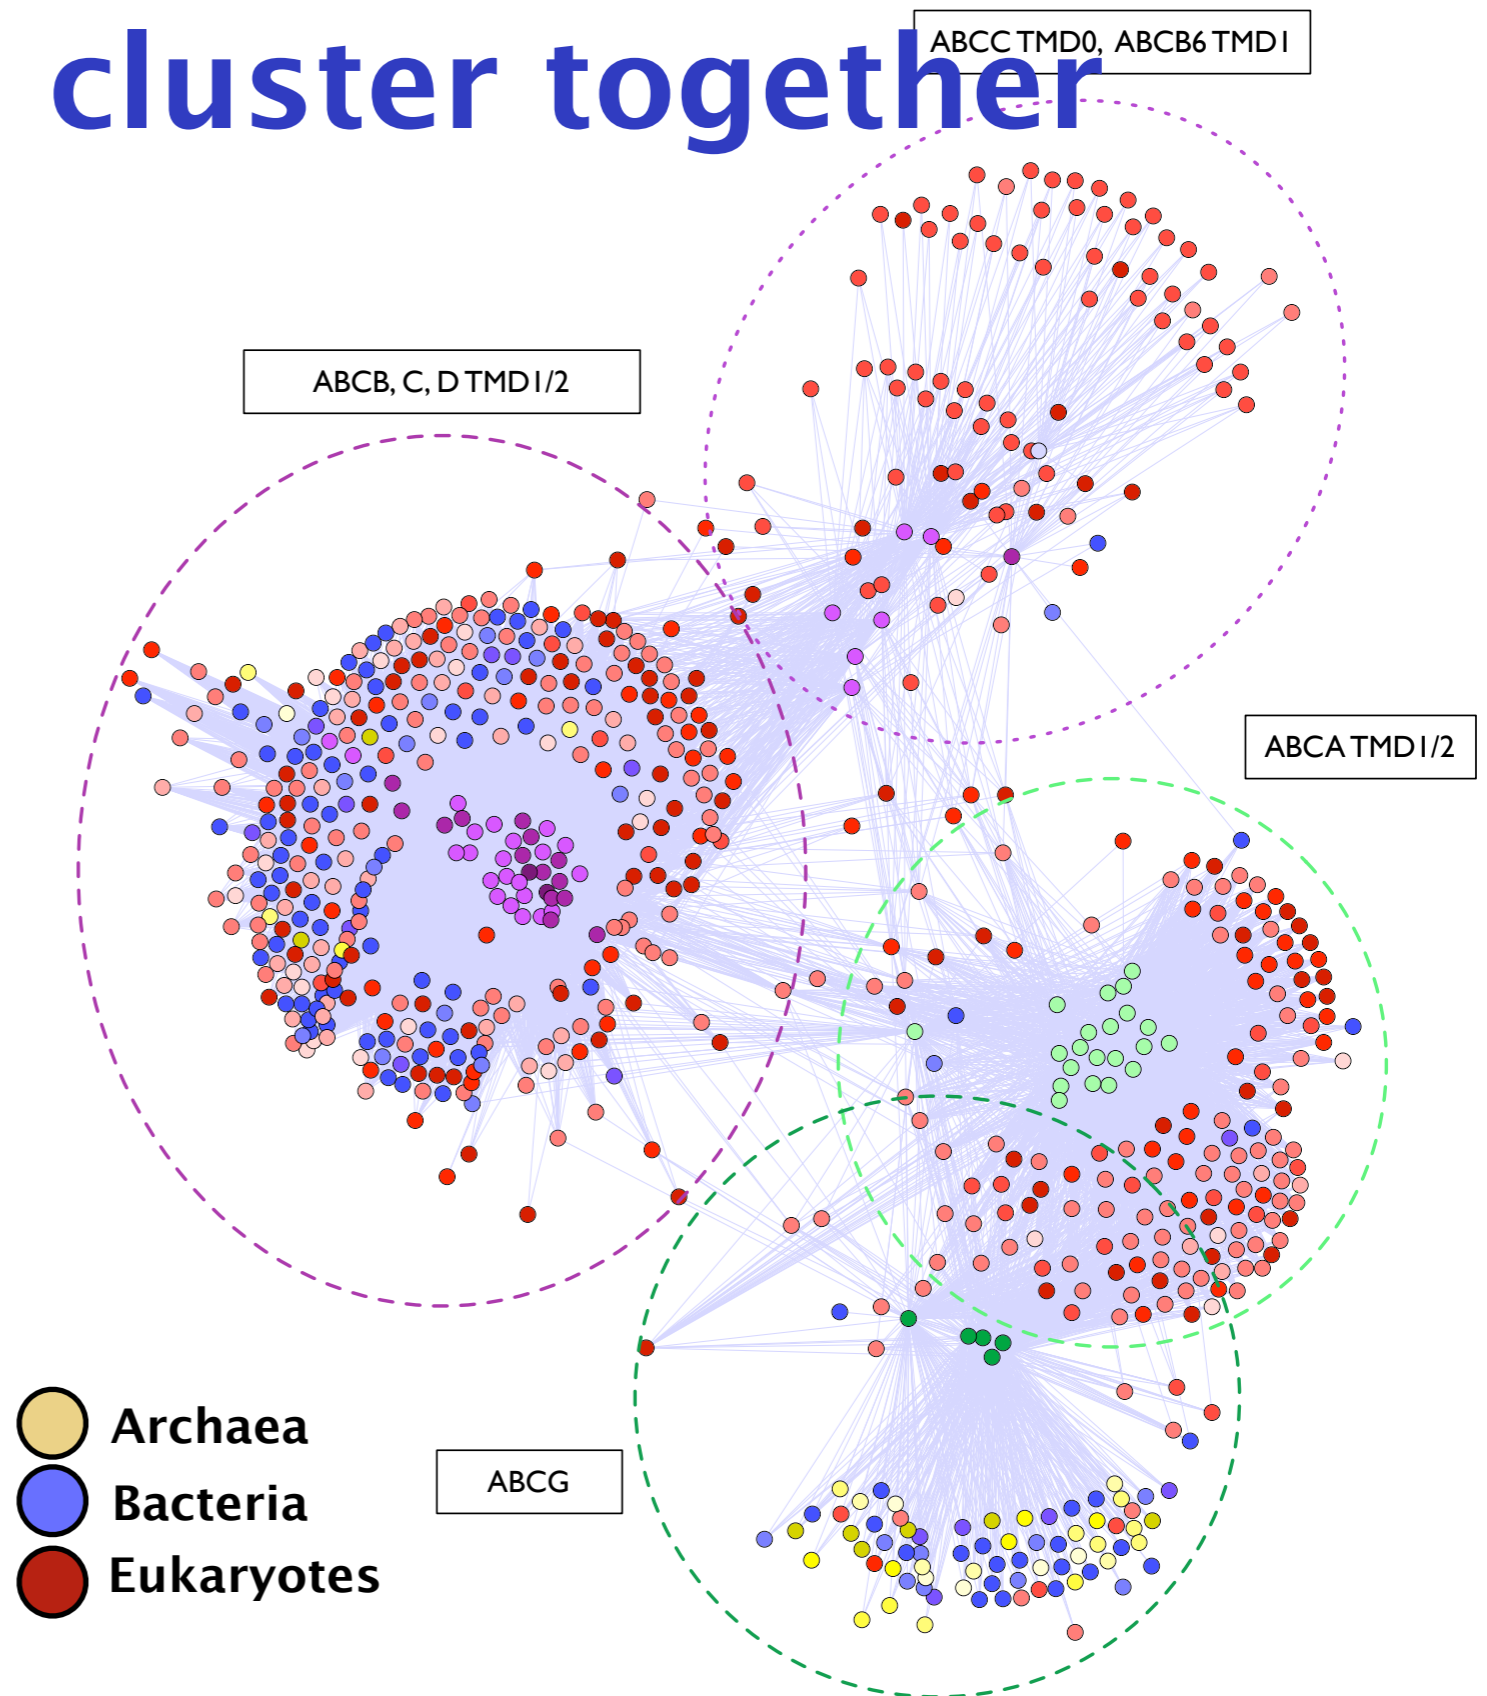 cluster together
ABCC TMD0, ABCB6 TMD1
ABCB, C, D TMD1/2
ABCA TMD1/2
ABCG
Archaea
Bacteria
Eukaryotes